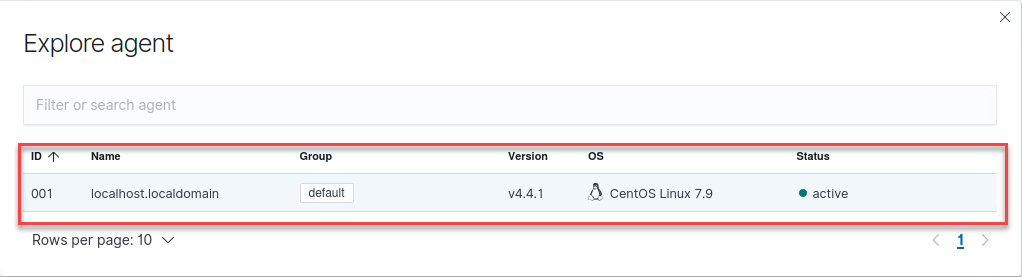 Explore agent
Filter or search agent
ID Name Group Version OS Status
001 localhost.localdomain default v4.4.1 CentOS Linux 7.9 active
Rows per page: 10 1